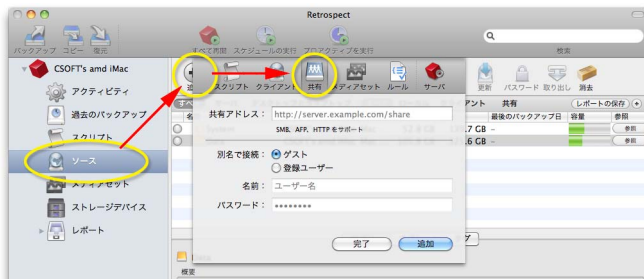 Retrospect
バックアップ コピー 復元
すべて再開 スケジュールの実行 プロアクティブを実行
検索
CSOFT's amd iMac
アクティビティ
過去のバックアップ
スクリプト
ソース
メディアセット
ストレージデバイス
レポート
スクリプト クライアント 共有 メディアセット ルール サーバ
更新 パスワード 取り出し 消去
共有
レポートの保存
最後のバックアップ日 容量 参照
共有アドレス： http://server.example.com/share
SMB、AFP、HTTP をサポート
.7 GB - 参照
.6 GB - 参照
別名で接続： ゲスト
登録ユーザー
名前： ユーザー名
パスワード： ••••••••
完了 追加
概要